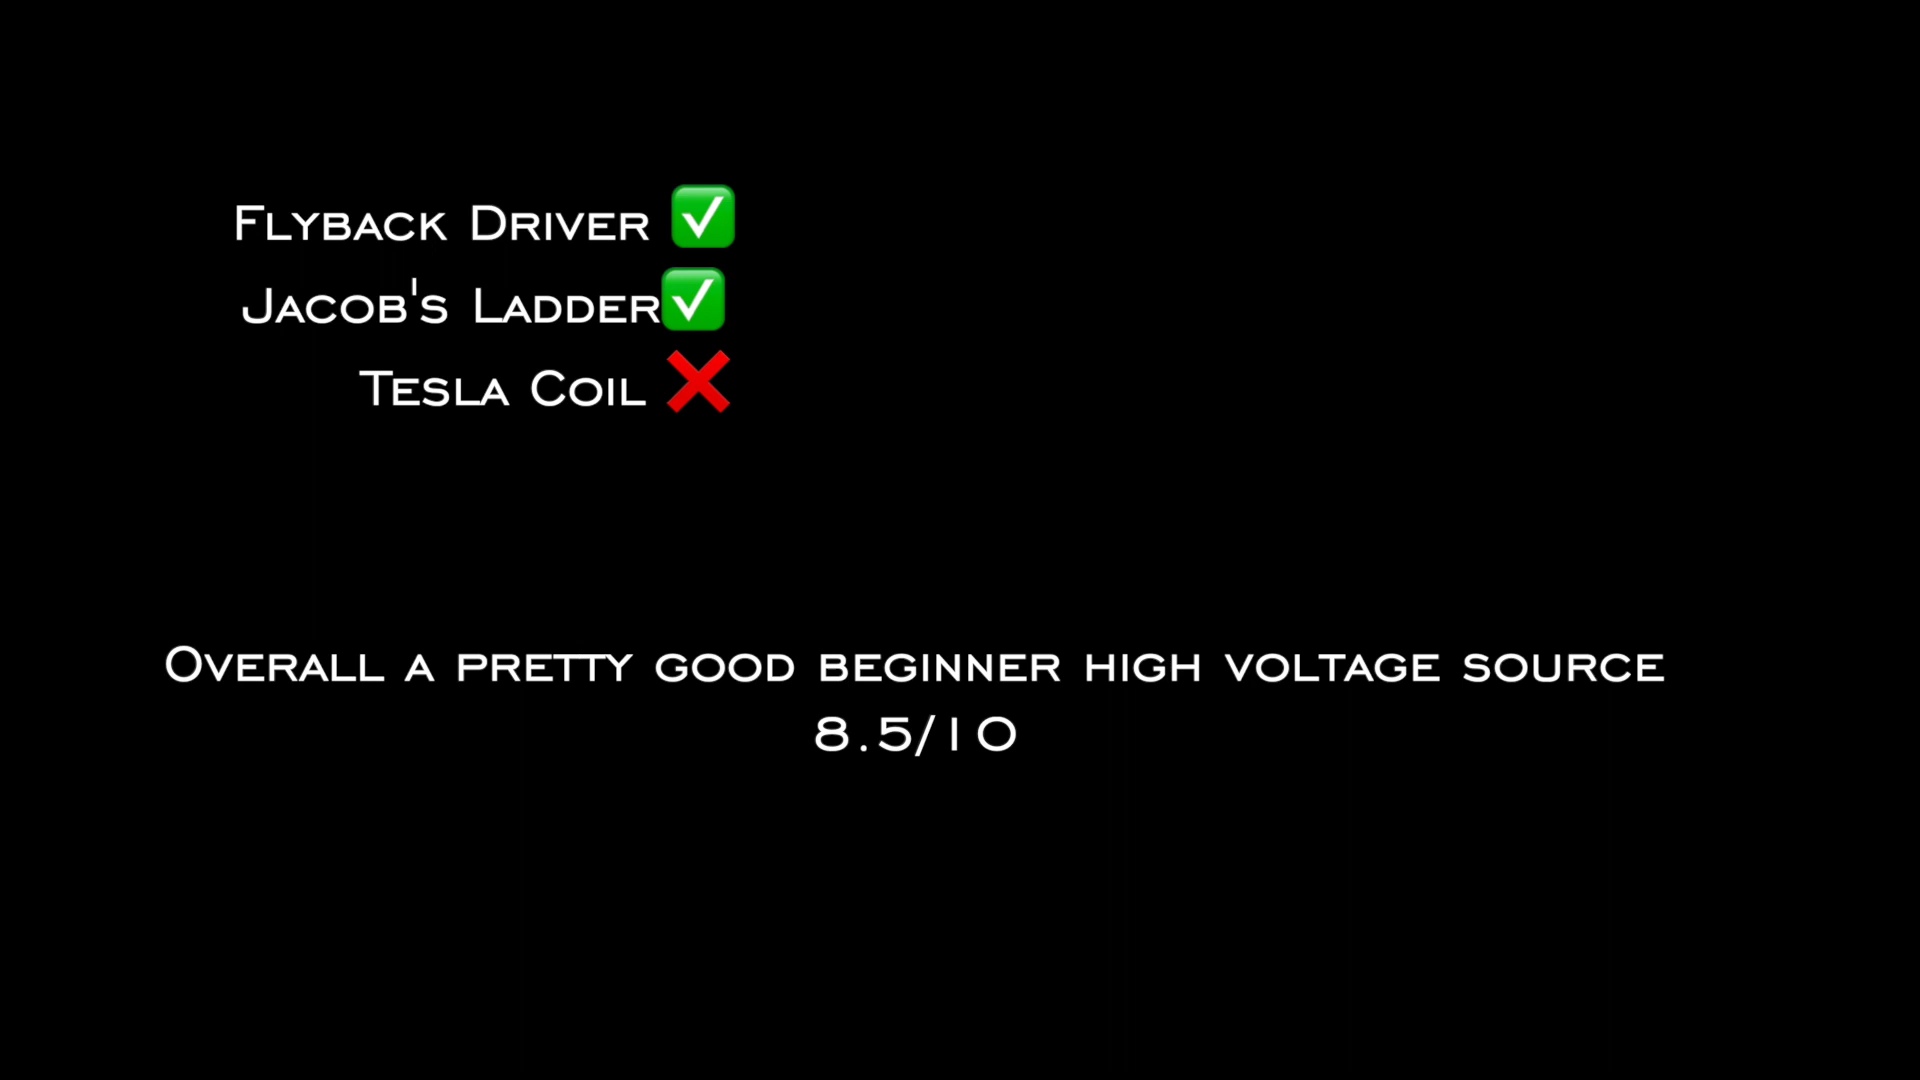 Flyback Driver ✅
Jacob's Ladder✅
Tesla Coil ❌
Overall a pretty good beginner high voltage source
8.5/10